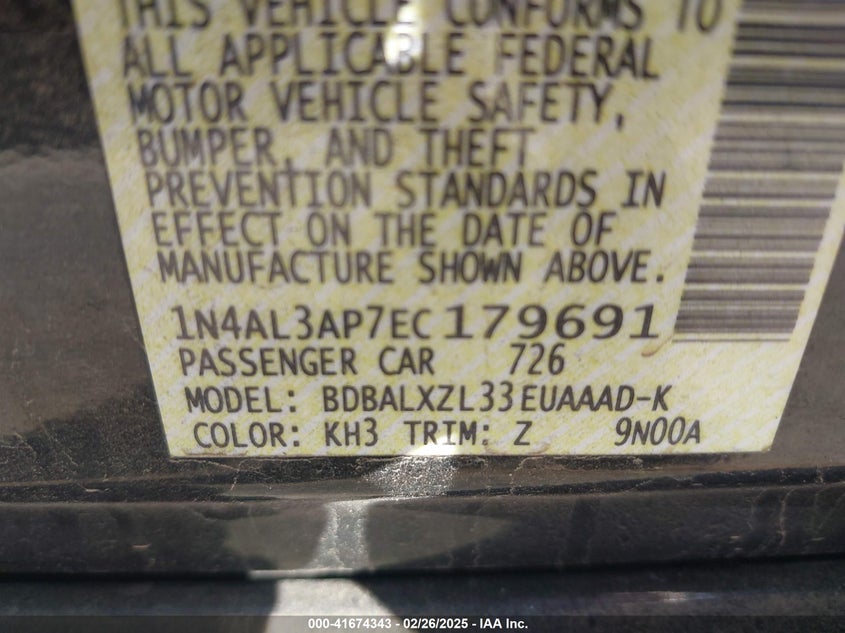 THIS VEHICLE CONFORMS TO
ALL APPLICABLE FEDERAL
MOTOR VEHICLE SAFETY,
BUMPER, AND THEFT
PREVENTION STANDARDS IN
EFFECT ON THE DATE OF
MANUFACTURE SHOWN ABOVE.
1N4AL3AP7EC179691
PASSENGER CAR 726
MODEL: BDBALXZL33EUAAAD-K
COLOR: KH3 TRIM: Z 9N00A
000-41674343 - 02/26/2025 - IAA Inc.